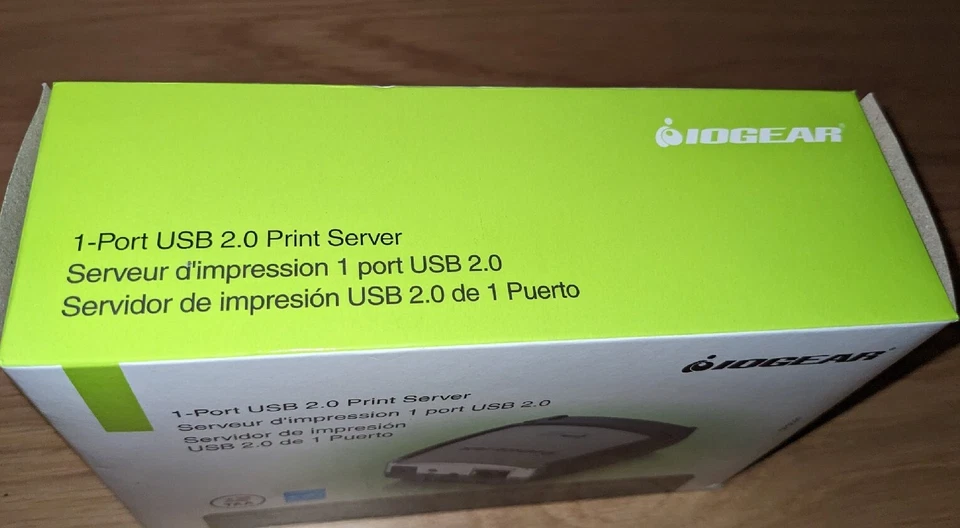 IOGEAR
1-Port USB 2.0 Print Server
Serveur d'impression 1 port USB 2.0
Servidor de impresión USB 2.0 de 1 Puerto
IOGEAR
1-Port USB 2.0 Print Server
Serveur d'impression 1 port USB 2.0
Servidor de impresión
USB 2.0 de 1 Puerto
TAA